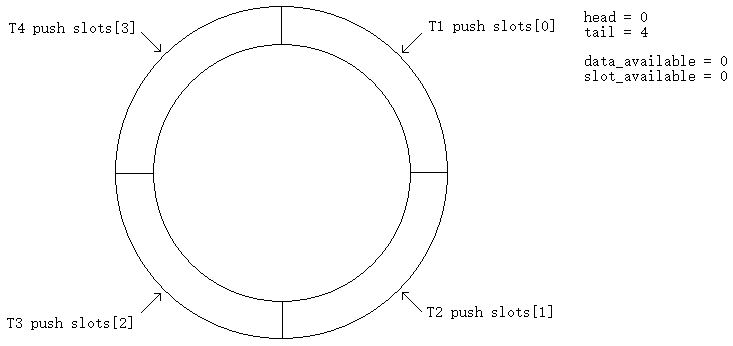 T4 push slots[3]
T1 push slots[0]
head = 0
tail = 4
data_available = 0
slot_available = 0
T3 push slots[2]
T2 push slots[1]